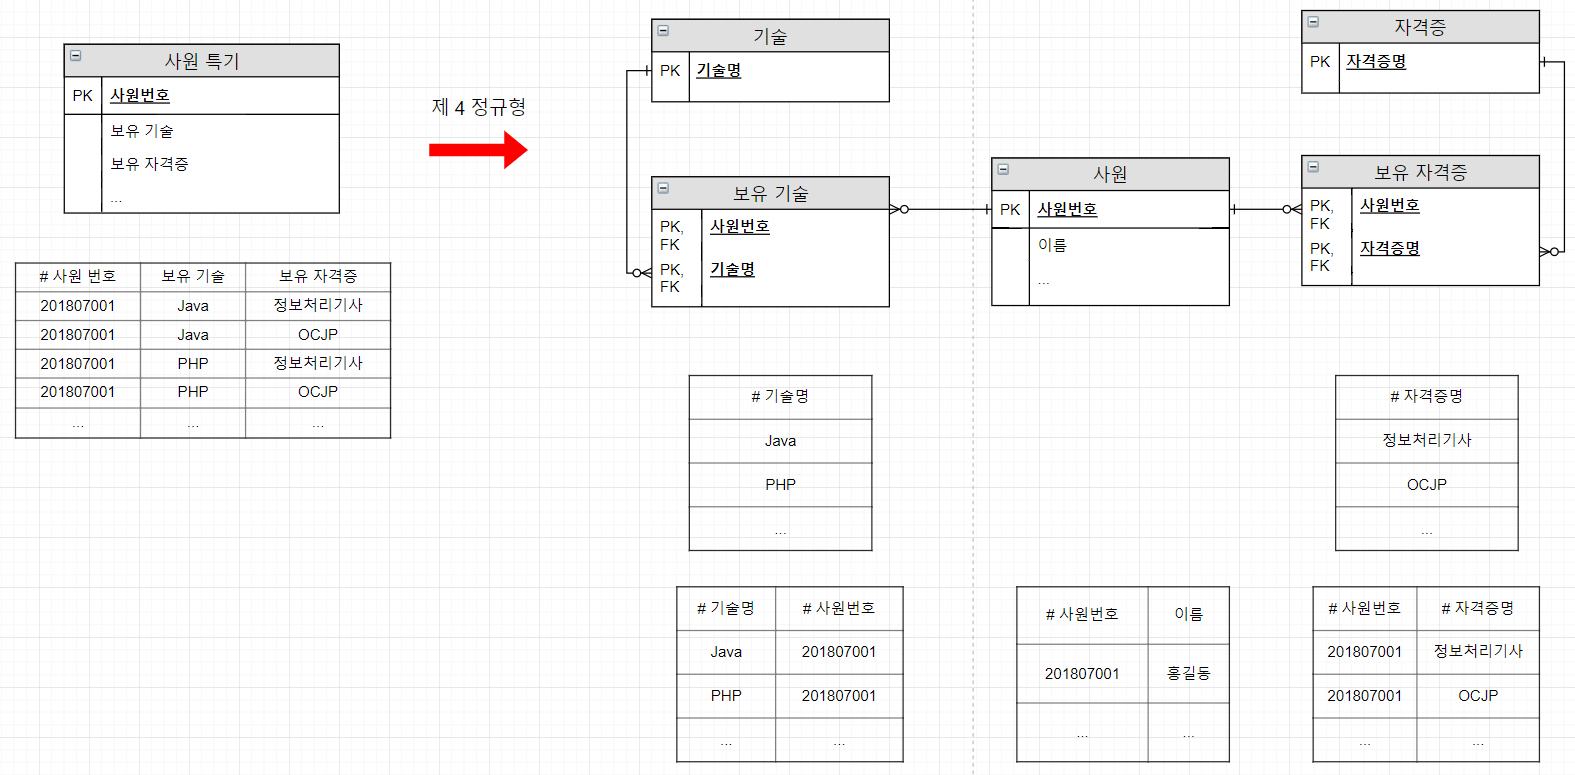 사원 특기
PK 사원번호
보유 기술
보유 자격증
...
# 사원 번호 보유 기술 보유 자격증
201807001 Java 정보처리기사
201807001 Java OCJP
201807001 PHP 정보처리기사
201807001 PHP OCJP
... ... ...
제 4 정규형
기술
PK 기술명
보유 기술
PK, FK 사원번호
PK, FK 기술명
사원
PK 사원번호
이름
...
자격증
PK 자격증명
보유 자격증
PK, FK 사원번호
PK, FK 자격증명
# 기술명
Java
PHP
...
# 자격증명
정보처리기사
OCJP
...
# 기술명 # 사원번호
Java 201807001
PHP 201807001
... ...
# 사원번호 이름
201807001 홍길동
... ...
# 사원번호 # 자격증명
201807001 정보처리기사
201807001 OCJP
... ...